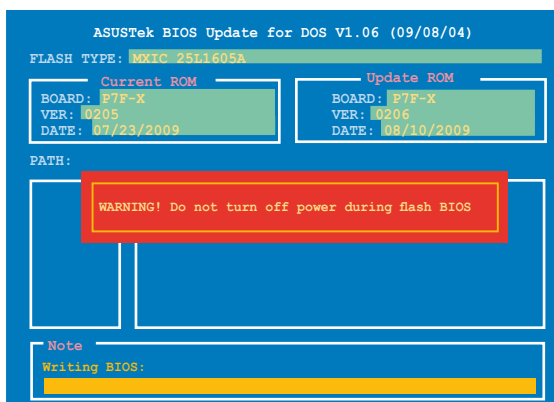 ASUSTek BIOS Update for DOS V1.06 (09/08/04)
FLASH TYPE: MXIC 25L1605A
Current ROM
BOARD: P7F-X
VER: 0205
DATE: 07/23/2009
Update ROM
BOARD: P7F-X
VER: 0206
DATE: 08/10/2009
PATH:
WARNING! Do not turn off power during flash BIOS
Note
Writing BIOS: